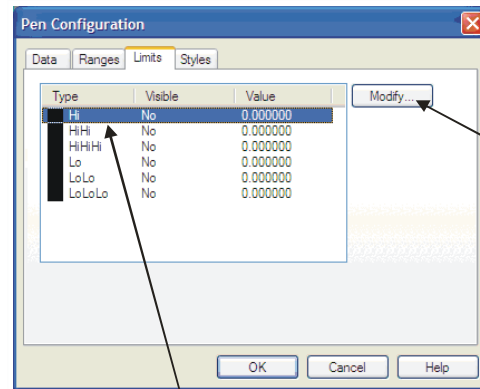 Pen Configuration
Data Ranges Limits Styles
Type Visible Value Modify...
Hi No 0.000000
HiHi No 0.000000
HiHiHi No 0.000000
Lo No 0.000000
LoLo No 0.000000
LoLoLo No 0.000000
OK Cancel Help